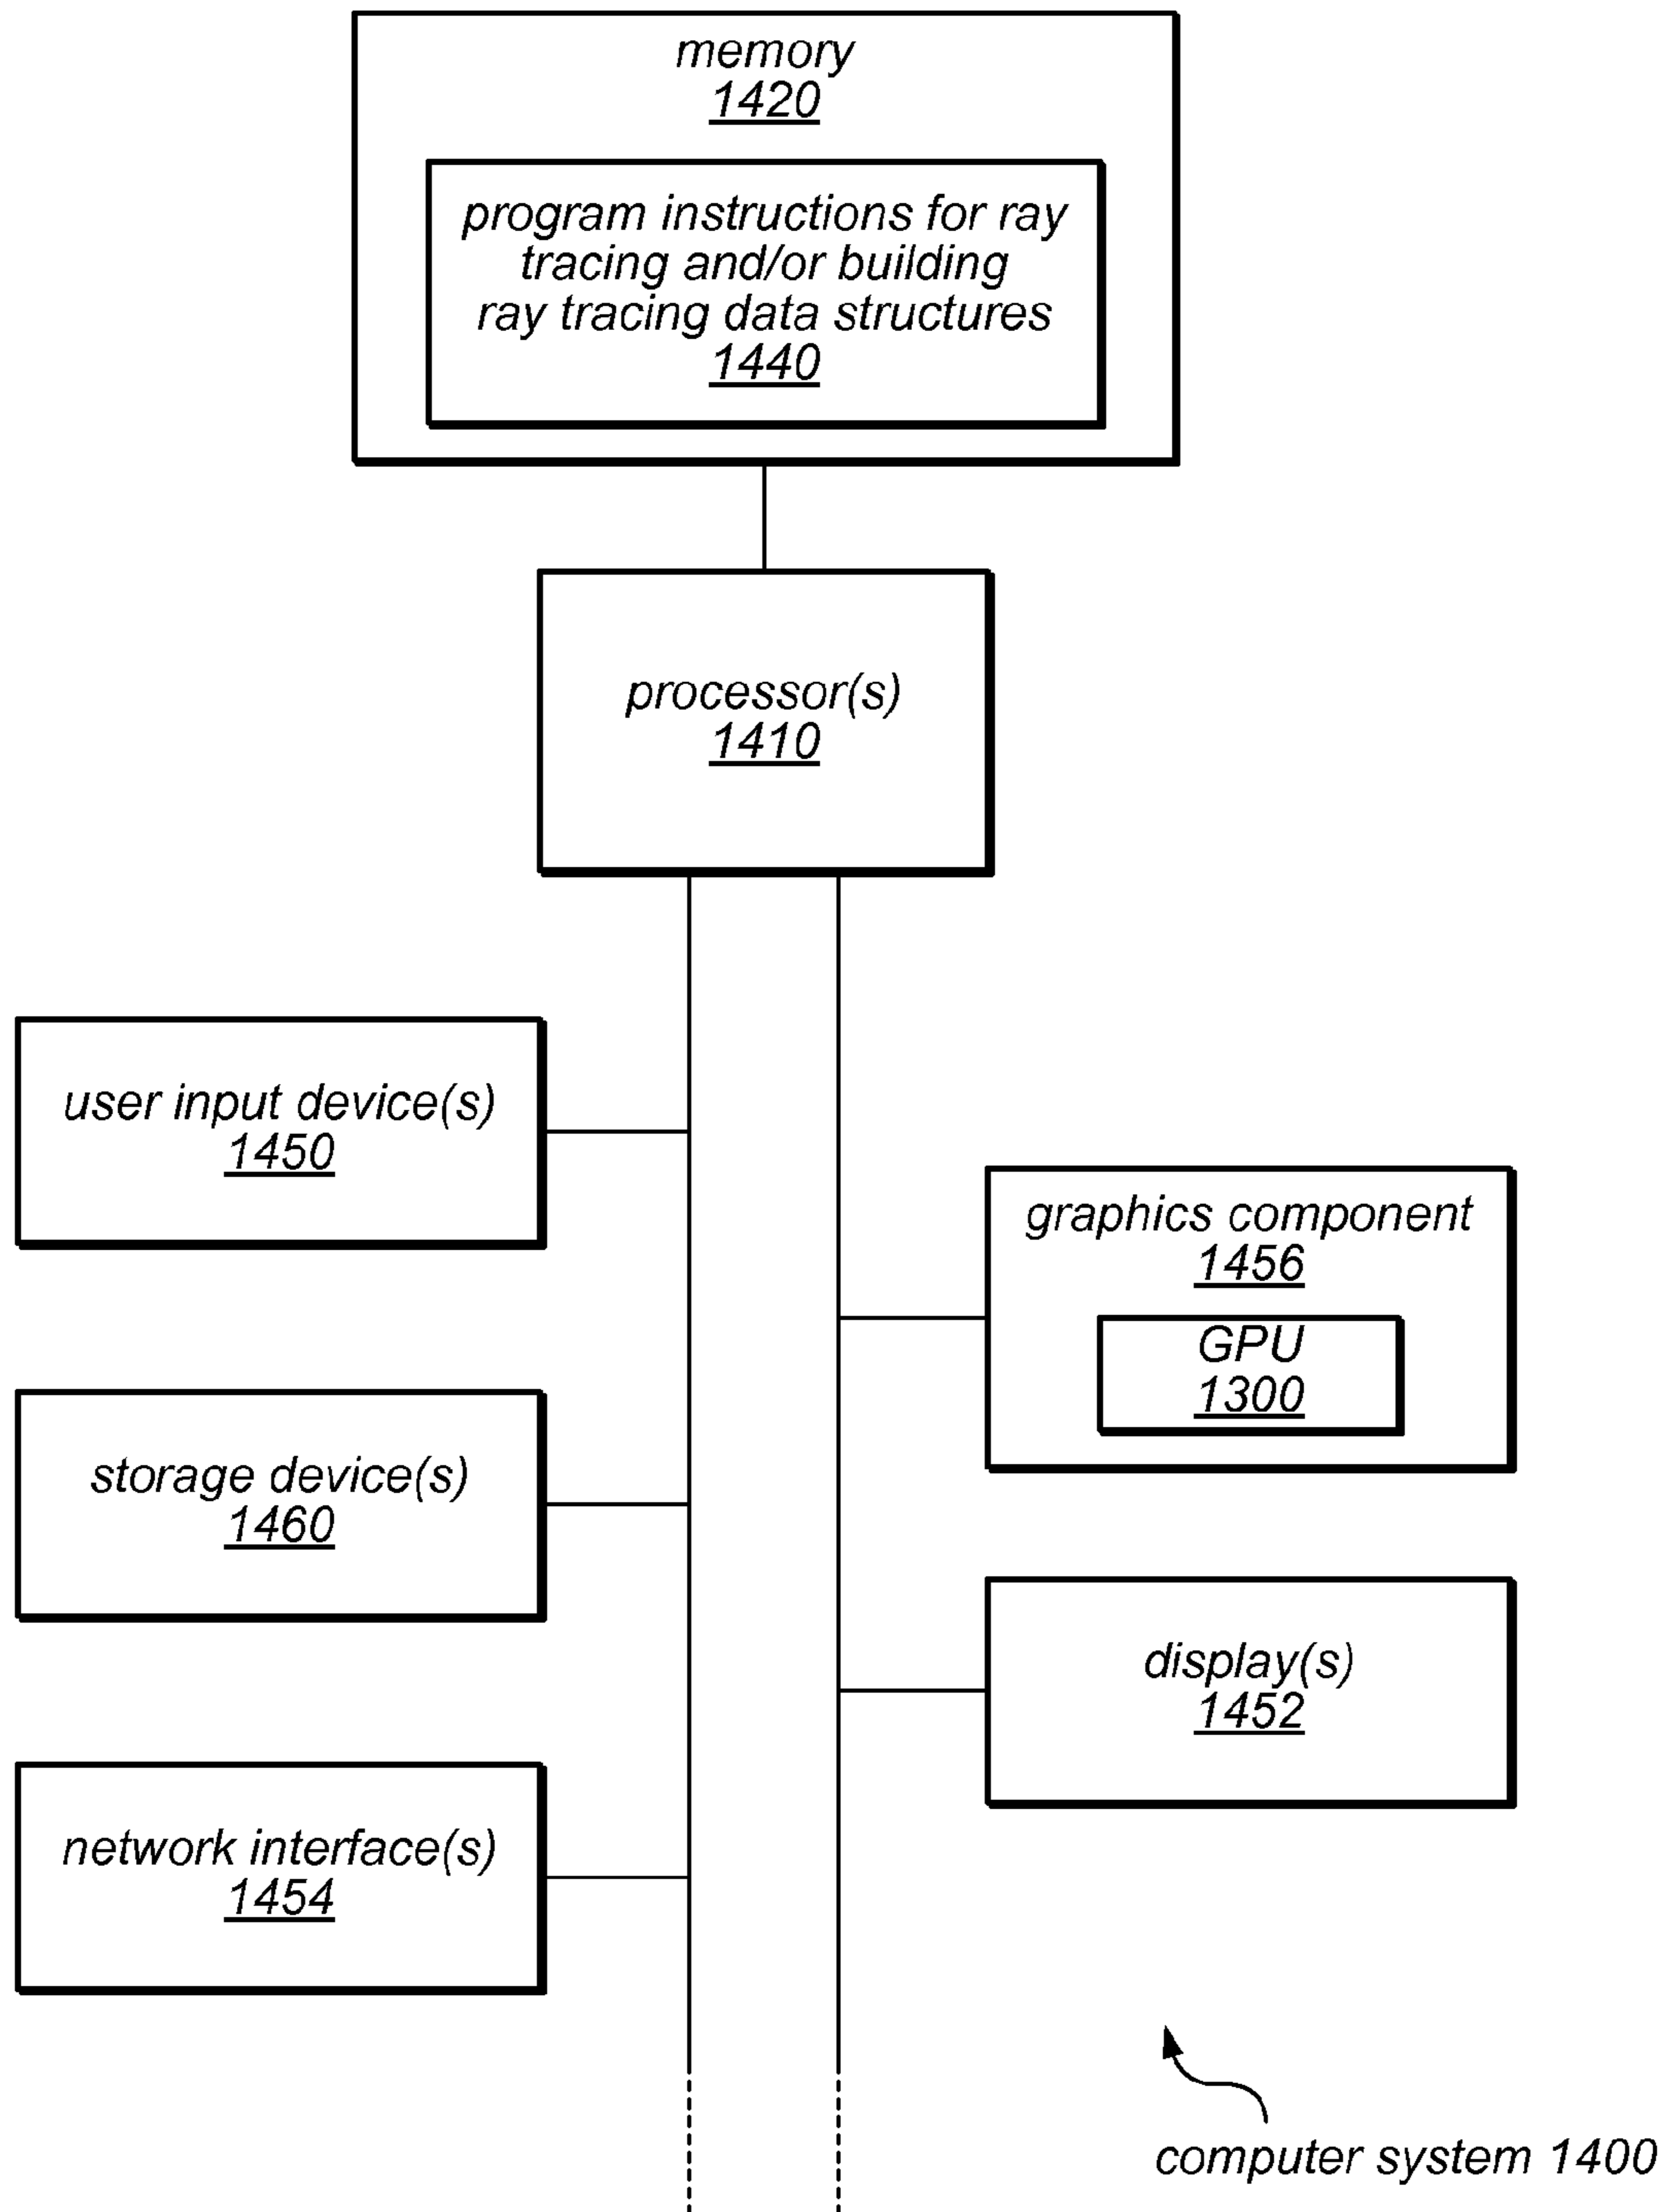 memory
1420
program instructions for ray
tracing and/or building
ray tracing data structures
1440
processor(s)
1410
user input device(s)
1450
graphics component
1456
GPU
1300
storage device(s)
1460
display(s)
1452
network interface(s)
1454
computer system 1400